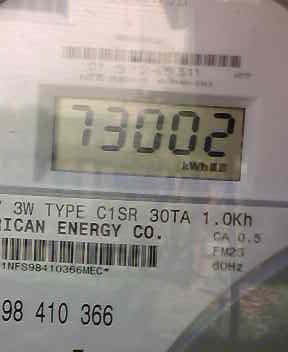 73002
kWh
3W TYPE C1SR 30TA 1.0Kh
RICAN ENERGY CO.
CA 0.5
FM2S
60Hz
1NFS98410366MEC*
98 410 366